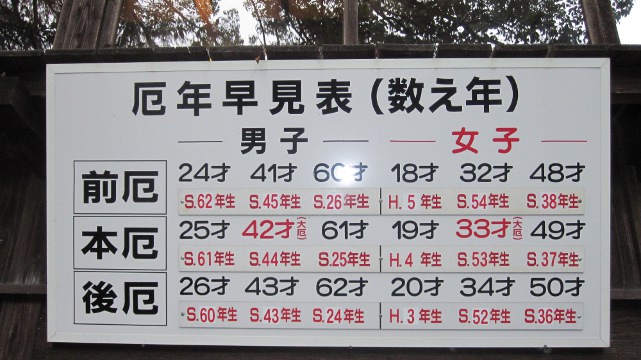 厄年早見表(数え年)
男子 女子
前厄 24才 41才 60才 18才 32才 48才
S.62年生 S.45年生 S.26年生 H.5年生 S.54年生 S.38年生
本厄 25才 42才(大厄) 61才 19才 33才(大厄) 49才
S.61年生 S.44年生 S.25年生 H.4年生 S.53年生 S.37年生
後厄 26才 43才 62才 20才 34才 50才
S.60年生 S.43年生 S.24年生 H.3年生 S.52年生 S.36年生